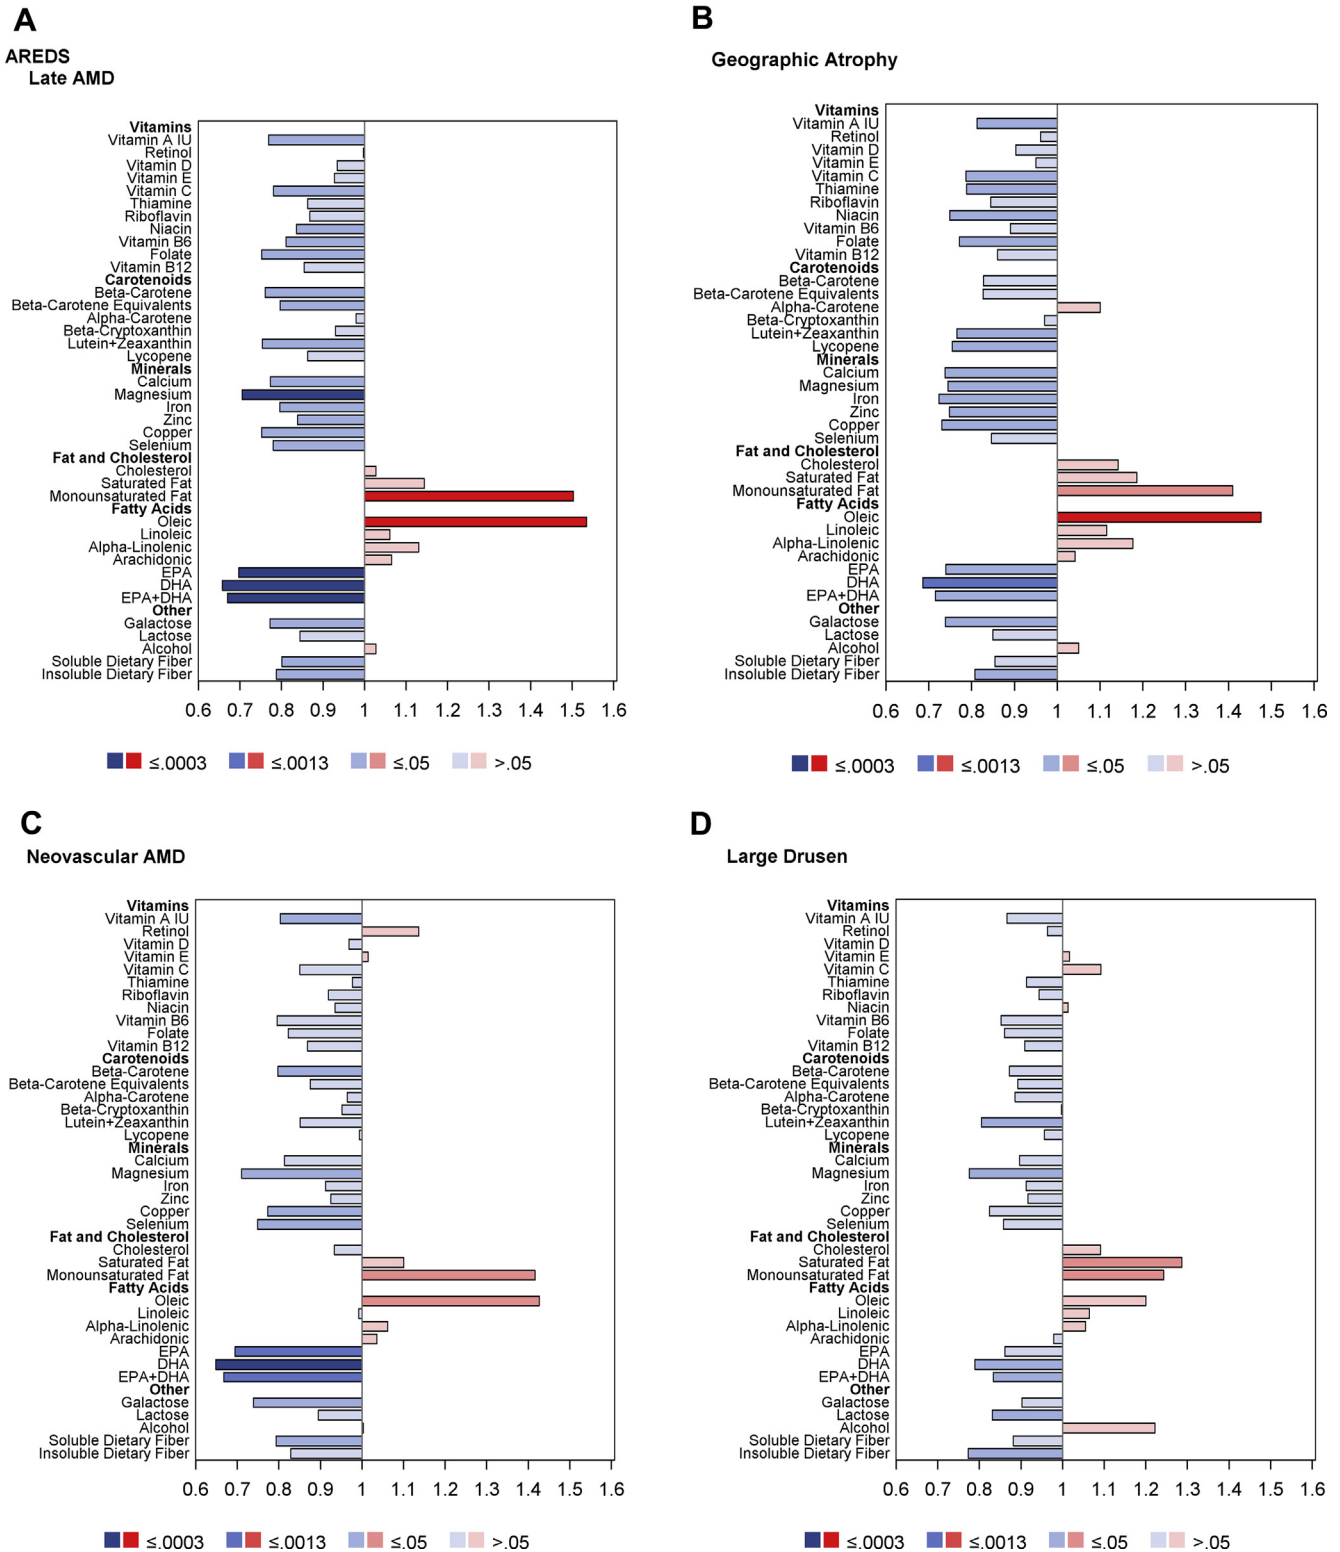 A
AREDS
Late AMD
Vitamins
Vitamin A IU
Retinol
Vitamin D
Vitamin E
Vitamin C
Thiamine
Riboflavin
Niacin
Vitamin B6
Folate
Vitamin B12
Carotenoids
Beta-Carotene
Beta-Carotene Equivalents
Alpha-Carotene
Beta-Cryptoxanthin
Lutein+Zeaxanthin
Lycopene
Minerals
Calcium
Magnesium
Iron
Zinc
Copper
Selenium
Fat and Cholesterol
Cholesterol
Saturated Fat
Monounsaturated Fat
Fatty Acids
Oleic
Linoleic
Alpha-Linolenic
Arachidonic
EPA
DHA
EPA+DHA
Other
Galactose
Lactose
Alcohol
Soluble Dietary Fiber
Insoluble Dietary Fiber
0.6 0.7 0.8 0.9 1 1.1 1.2 1.3 1.4 1.5 1.6
≤.0003 ≤.0013 ≤.05 >.05
B
Geographic Atrophy
Vitamins
Vitamin A IU
Retinol
Vitamin D
Vitamin E
Vitamin C
Thiamine
Riboflavin
Niacin
Vitamin B6
Folate
Vitamin B12
Carotenoids
Beta-Carotene
Beta-Carotene Equivalents
Alpha-Carotene
Beta-Cryptoxanthin
Lutein+Zeaxanthin
Lycopene
Minerals
Calcium
Magnesium
Iron
Zinc
Copper
Selenium
Fat and Cholesterol
Cholesterol
Saturated Fat
Monounsaturated Fat
Fatty Acids
Oleic
Linoleic
Alpha-Linolenic
Arachidonic
EPA
DHA
EPA+DHA
Other
Galactose
Lactose
Alcohol
Soluble Dietary Fiber
Insoluble Dietary Fiber
0.6 0.7 0.8 0.9 1 1.1 1.2 1.3 1.4 1.5 1.6
≤.0003 ≤.0013 ≤.05 >.05
C
Neovascular AMD
Vitamins
Vitamin A IU
Retinol
Vitamin D
Vitamin E
Vitamin C
Thiamine
Riboflavin
Niacin
Vitamin B6
Folate
Vitamin B12
Carotenoids
Beta-Carotene
Beta-Carotene Equivalents
Alpha-Carotene
Beta-Cryptoxanthin
Lutein+Zeaxanthin
Lycopene
Minerals
Calcium
Magnesium
Iron
Zinc
Copper
Selenium
Fat and Cholesterol
Cholesterol
Saturated Fat
Monounsaturated Fat
Fatty Acids
Oleic
Linoleic
Alpha-Linolenic
Arachidonic
EPA
DHA
EPA+DHA
Other
Galactose
Lactose
Alcohol
Soluble Dietary Fiber
Insoluble Dietary Fiber
0.6 0.7 0.8 0.9 1 1.1 1.2 1.3 1.4 1.5 1.6
≤.0003 ≤.0013 ≤.05 >.05
D
Large Drusen
Vitamins
Vitamin A IU
Retinol
Vitamin D
Vitamin E
Vitamin C
Thiamine
Riboflavin
Niacin
Vitamin B6
Folate
Vitamin B12
Carotenoids
Beta-Carotene
Beta-Carotene Equivalents
Alpha-Carotene
Beta-Cryptoxanthin
Lutein+Zeaxanthin
Lycopene
Minerals
Calcium
Magnesium
Iron
Zinc
Copper
Selenium
Fat and Cholesterol
Cholesterol
Saturated Fat
Monounsaturated Fat
Fatty Acids
Oleic
Linoleic
Alpha-Linolenic
Arachidonic
EPA
DHA
EPA+DHA
Other
Galactose
Lactose
Alcohol
Soluble Dietary Fiber
Insoluble Dietary Fiber
0.6 0.7 0.8 0.9 1 1.1 1.2 1.3 1.4 1.5 1.6
≤.0003 ≤.0013 ≤.05 >.05